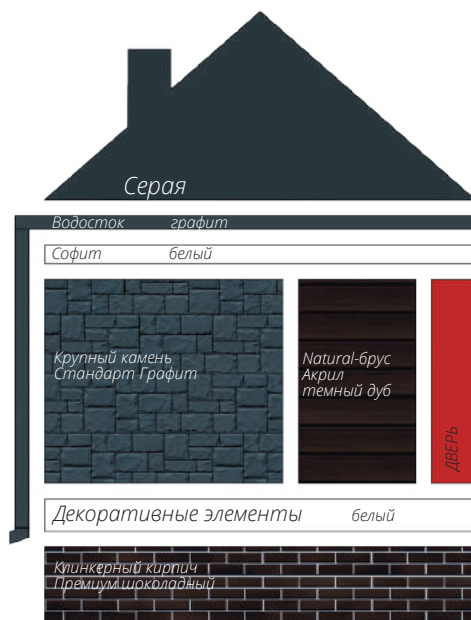 Серая
Водосток графит
Софит белый
Крупный камень
Стандарт Графит
Natural-брус
Акрил
темный дуб
ДВЕРЬ
Декоративные элементы белый
Клинкерный кирпич
Премиум шоколадный